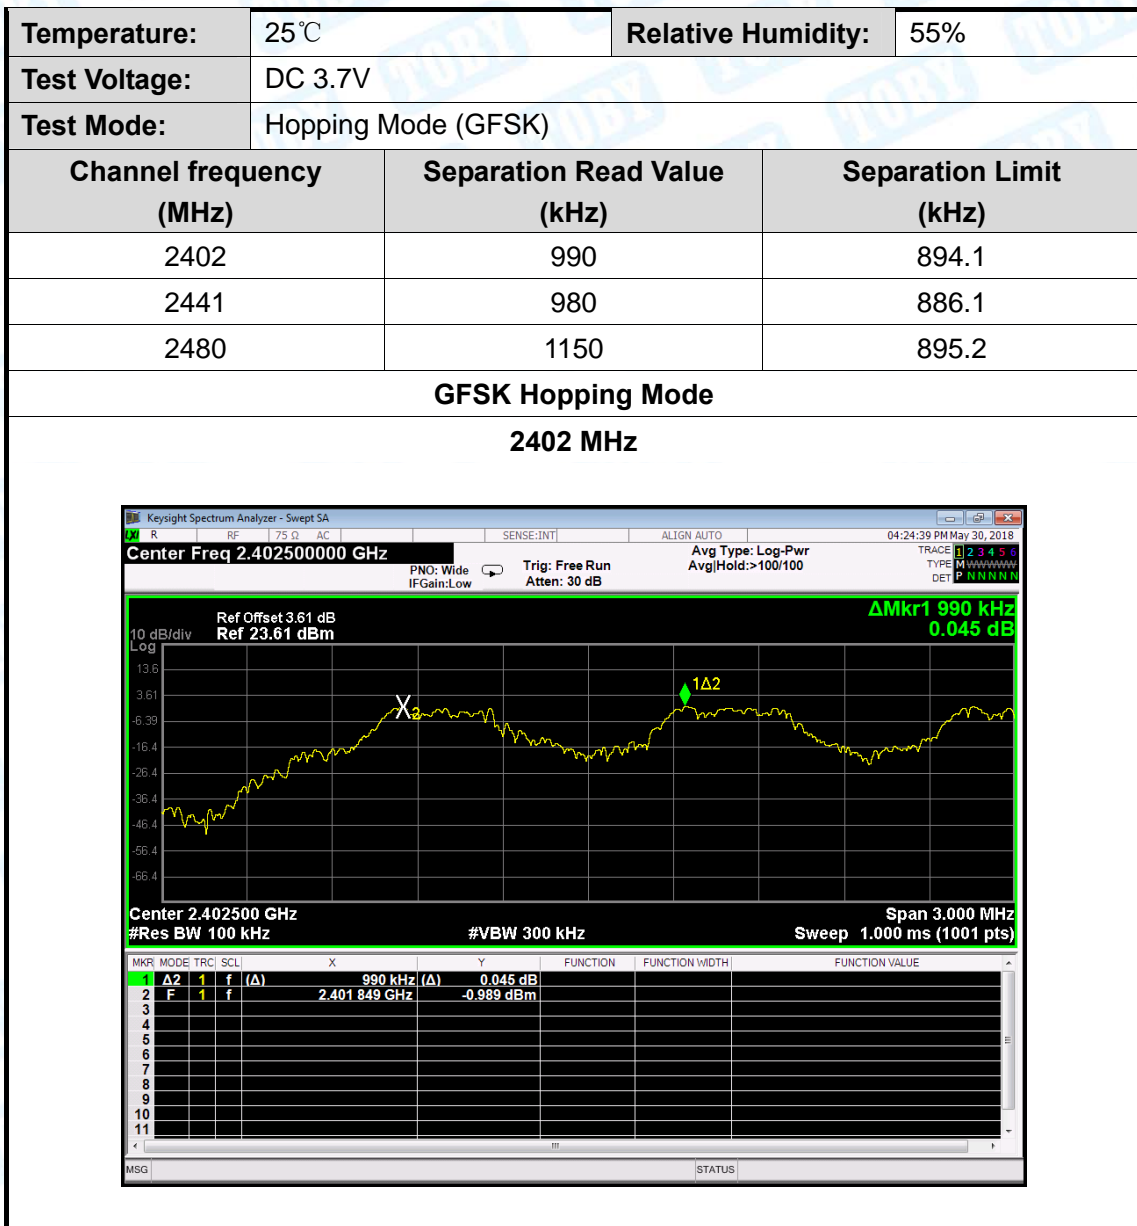 Temperature: 25℃ Relative Humidity: 55%
Test Voltage: DC 3.7V
Test Mode: Hopping Mode (GFSK)
Channel frequency Separation Read Value Separation Limit
(MHz) (kHz) (kHz)
2402 990 894.1
2441 980 886.1
2480 1150 895.2
GFSK Hopping Mode
2402 MHz
Keysight Spectrum Analyzer - Swept SA
LXI R RF 75 Ω AC SENSE:INT ALIGN AUTO 04:24:39 PM May 30, 2018
Center Freq 2.402500000 GHz Avg Type: Log-Pwr TRACE 1 2 3 4 5 6
PNO: Wide Trig: Free Run Avg|Hold:>100/100 TYPE M WWWWW
IFGain:Low Atten: 30 dB DET P N N N N N
ΔMkr1 990 kHz
0.045 dB
Ref Offset 3.61 dB
10 dB/div Ref 23.61 dBm
Log
13.6
3.61
-6.39
-16.4
-26.4
-36.4
-46.4
-56.4
-66.4
1Δ2
X2
Center 2.402500 GHz Span 3.000 MHz
#Res BW 100 kHz #VBW 300 kHz Sweep 1.000 ms (1001 pts)
MKR MODE TRC SCL X Y FUNCTION FUNCTION WIDTH FUNCTION VALUE
1 Δ2 1 f (Δ) 990 kHz (Δ) 0.045 dB
2 F 1 f 2.401 849 GHz -0.989 dBm
3
4
5
6
7
8
9
10
11
MSG STATUS
TOBY
TOBY
TOBY
TOBY